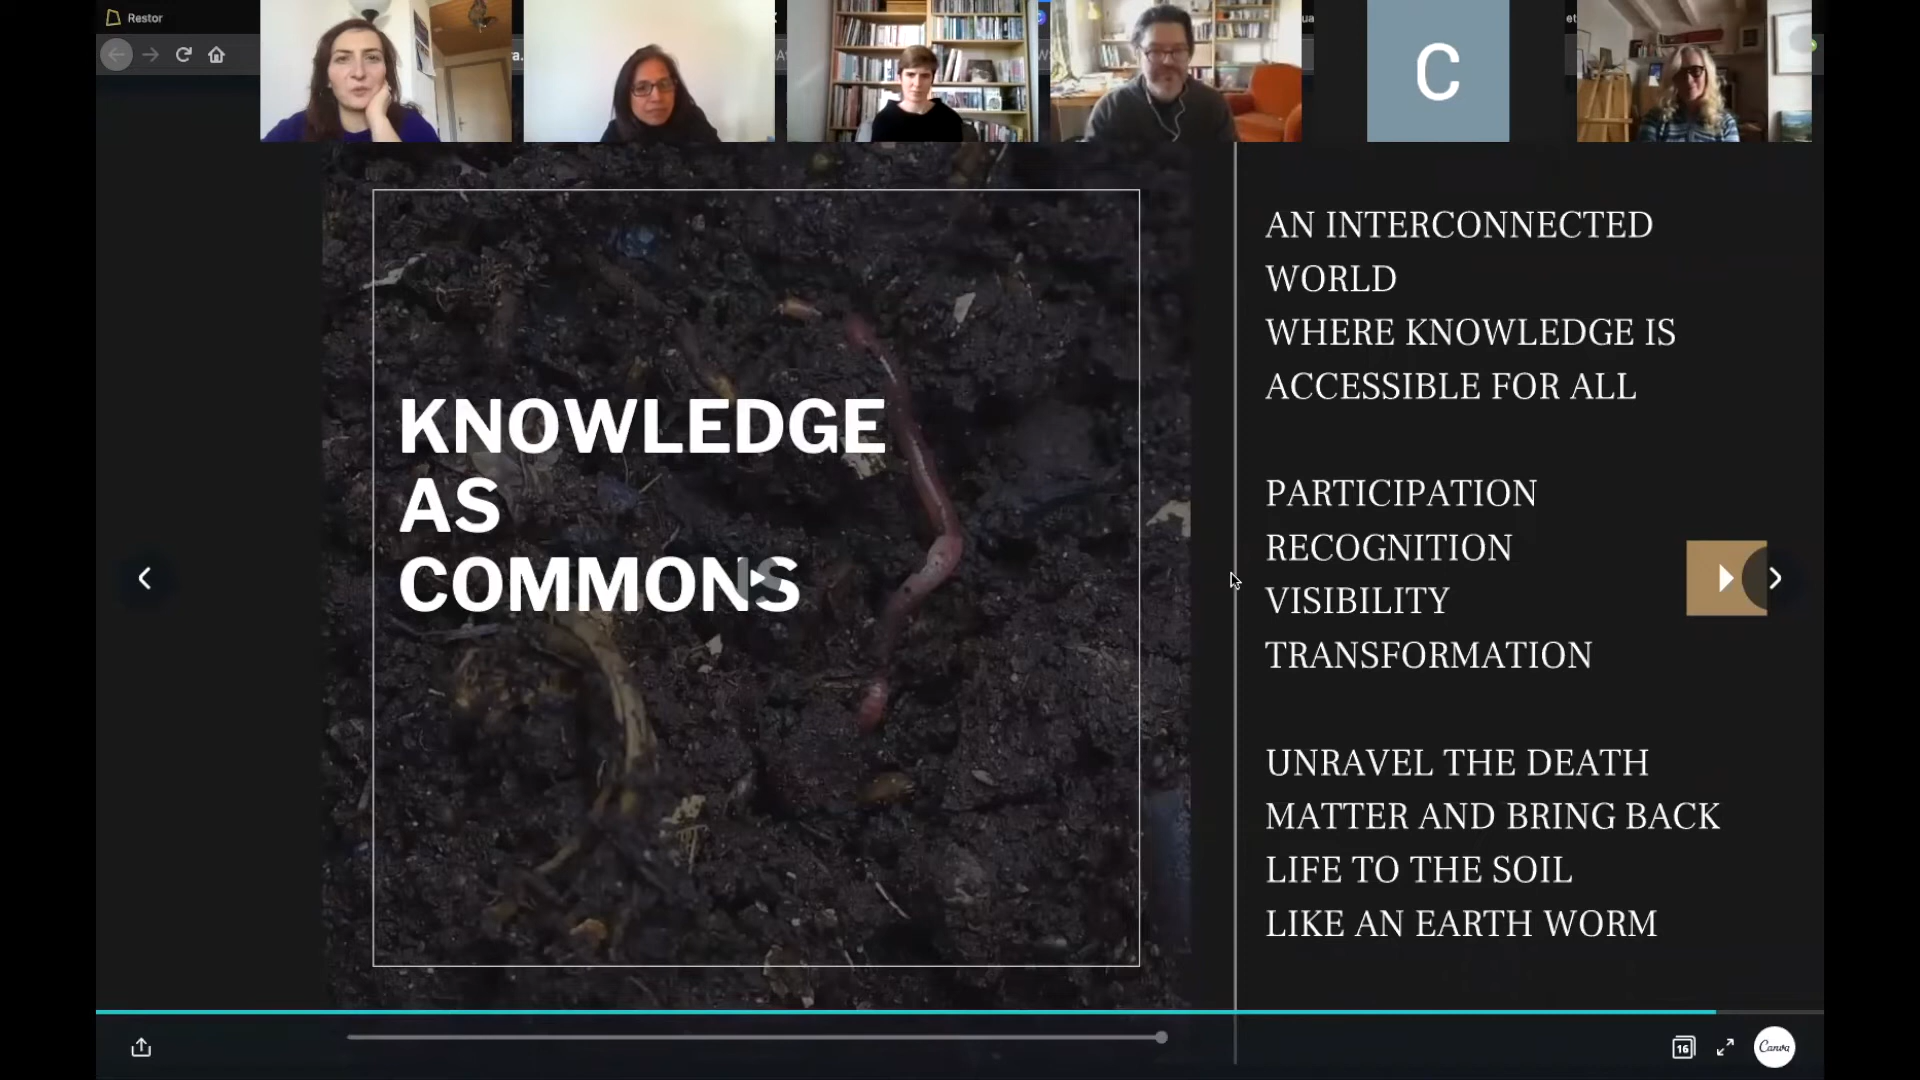 Restor
C
KNOWLEDGE
AS
COMMONS
AN INTERCONNECTED
WORLD
WHERE KNOWLEDGE IS
ACCESSIBLE FOR ALL
PARTICIPATION
RECOGNITION
VISIBILITY
TRANSFORMATION
UNRAVEL THE DEATH
MATTER AND BRING BACK
LIFE TO THE SOIL
LIKE AN EARTH WORM
16
Canva